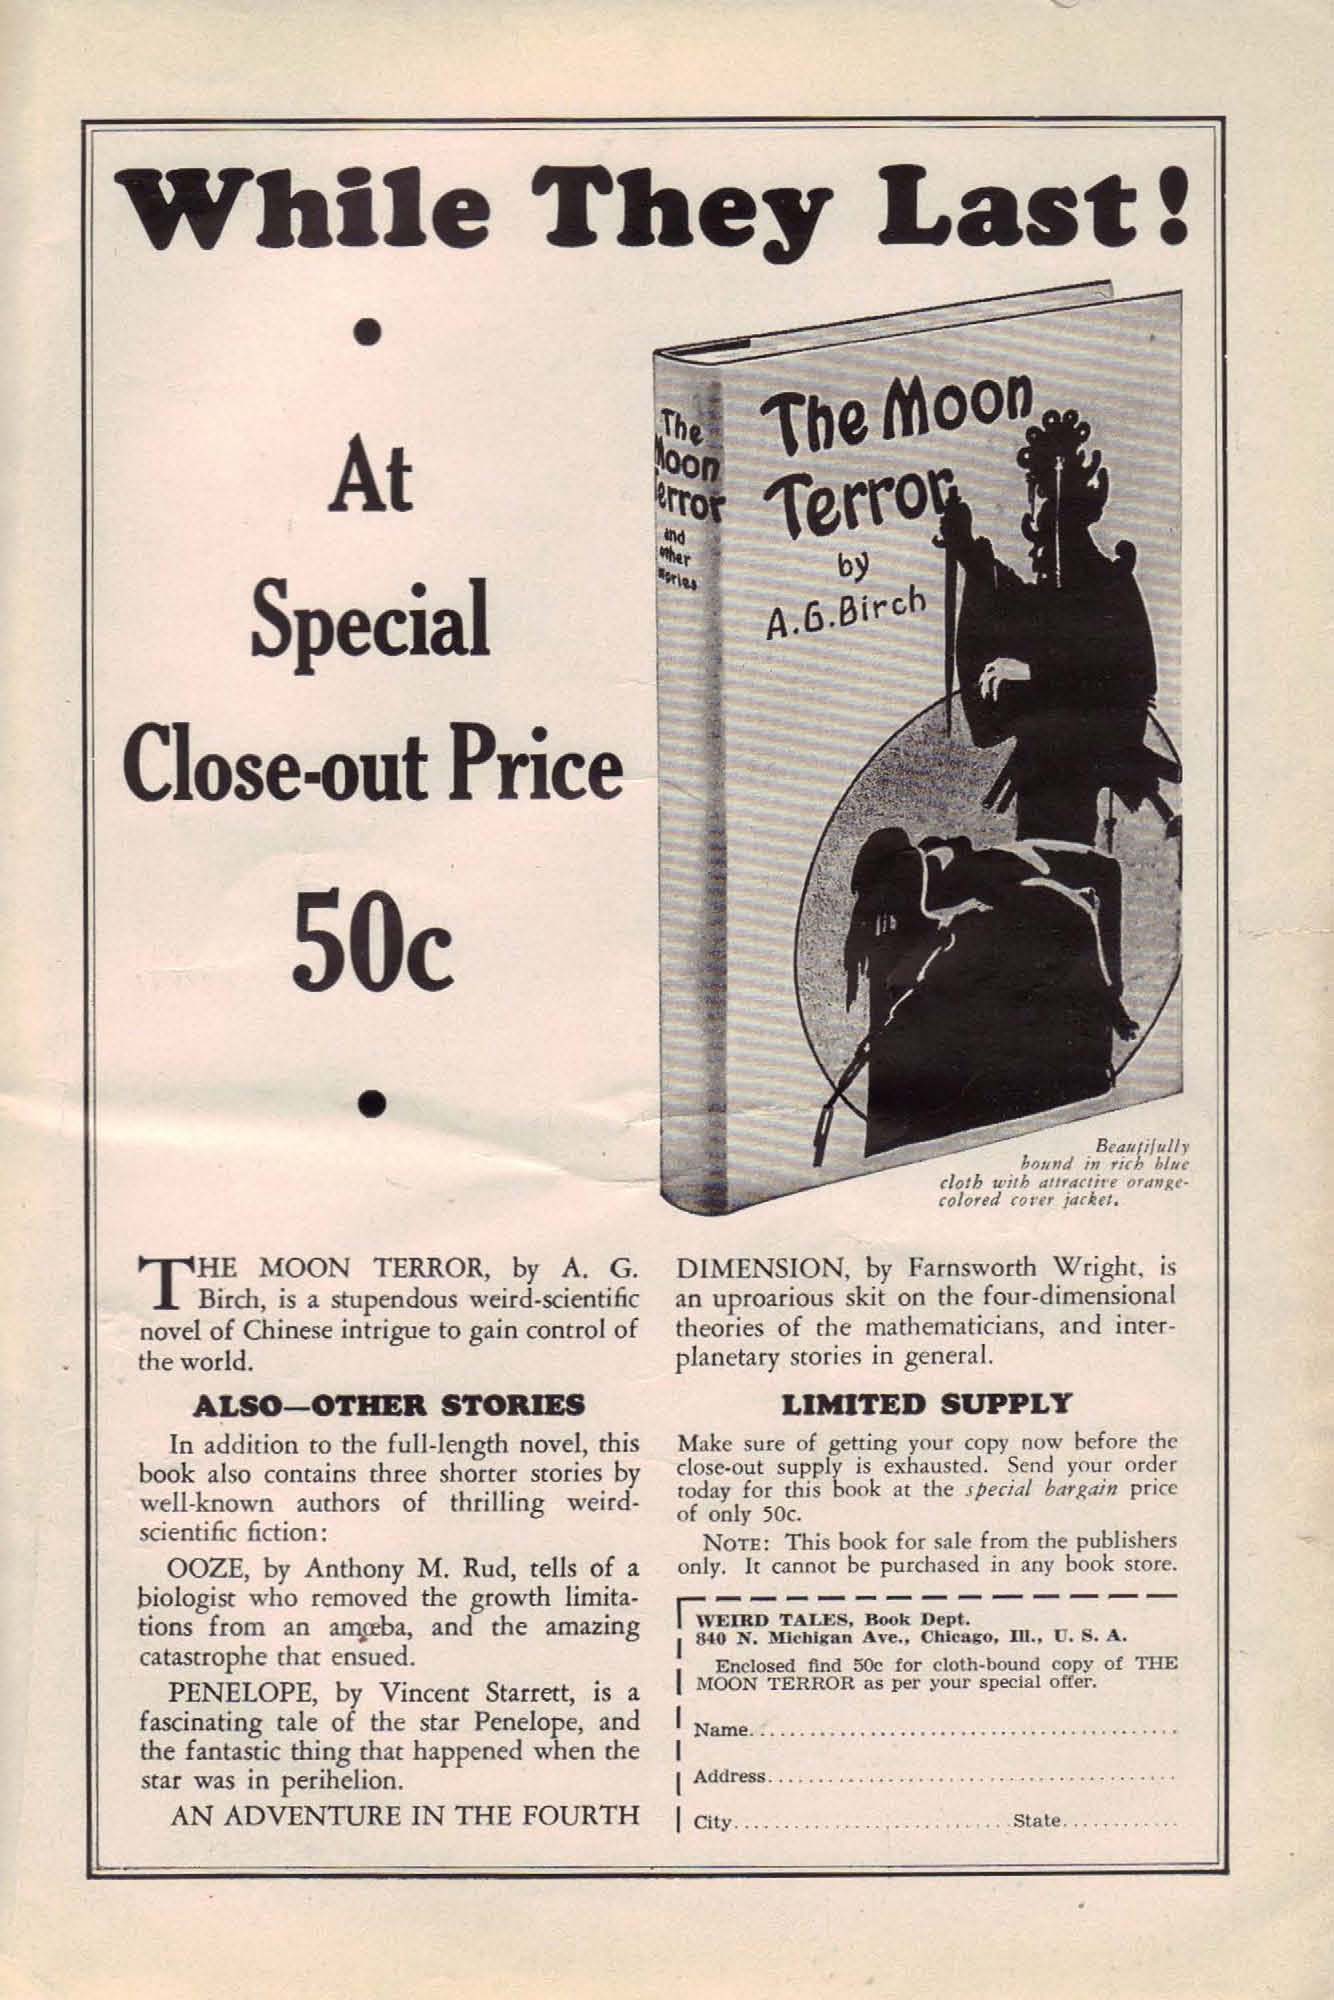 While They Last!
At
Special
Close-out Price
50c
The Moon
Terror
by
A.G.Birch
The
Moon
Terror
and
other
stories
Beautifully
bound in rich blue
cloth with attractive orange-
colored cover jacket.
THE MOON TERROR, by A. G.
Birch, is a stupendous weird-scientific
novel of Chinese intrigue to gain control of
the world.
ALSO—OTHER STORIES
In addition to the full-length novel, this
book also contains three shorter stories by
well-known authors of thrilling weird-
scientific fiction:
OOZE, by Anthony M. Rud, tells of a
biologist who removed the growth limita-
tions from an amœba, and the amazing
catastrophe that ensued.
PENELOPE, by Vincent Starrett, is a
fascinating tale of the star Penelope, and
the fantastic thing that happened when the
star was in perihelion.
AN ADVENTURE IN THE FOURTH
DIMENSION, by Farnsworth Wright, is
an uproarious skit on the four-dimensional
theories of the mathematicians, and inter-
planetary stories in general.
LIMITED SUPPLY
Make sure of getting your copy now before the
close-out supply is exhausted. Send your order
today for this book at the special bargain price
of only 50c.
NOTE: This book for sale from the publishers
only. It cannot be purchased in any book store.
WEIRD TALES, Book Dept.
840 N. Michigan Ave., Chicago, Ill., U. S. A.
Enclosed find 50c for cloth-bound copy of THE
MOON TERROR as per your special offer.
Name
Address
City State